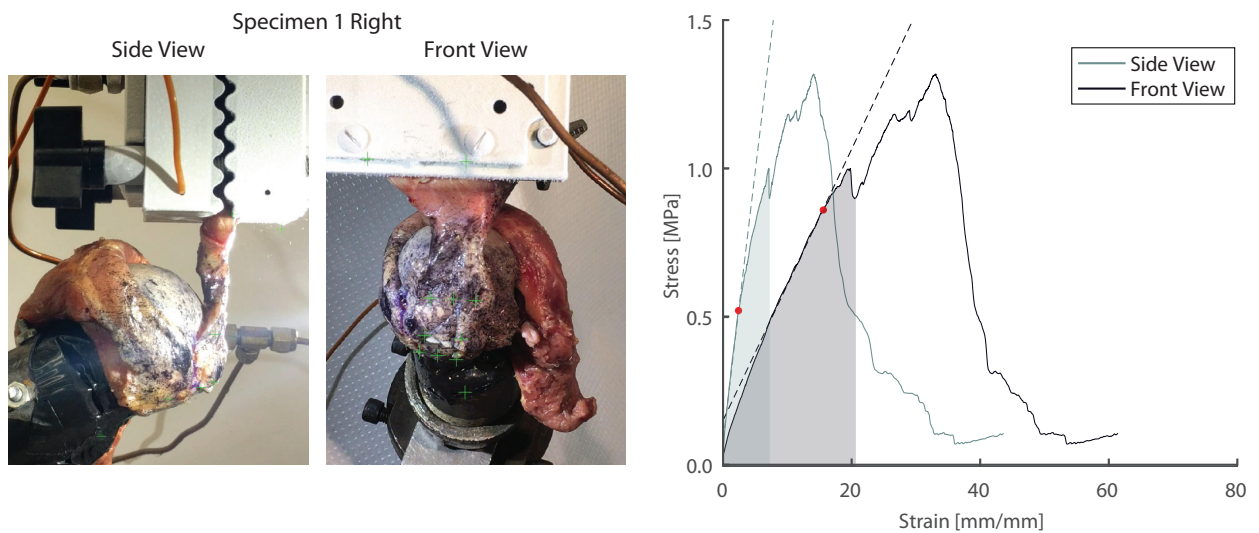 Specimen 1 Right
Side View
Front View
1.5
1.0
0.5
0.0
Stress [MPa]
0
20
40
60
80
Strain [mm/mm]
Side View
Front View